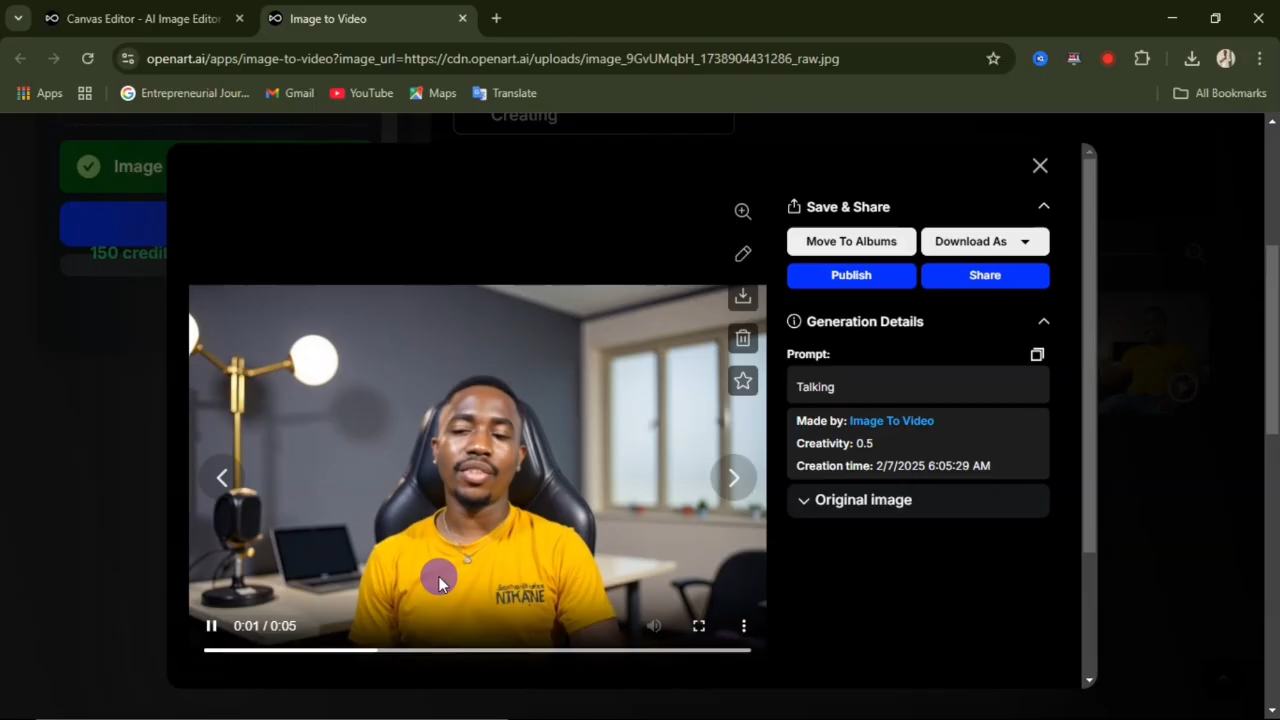 Canvas Editor - AI Image Editor
Image to Video
openart.ai/apps/image-to-video?image_url=https://cdn.openart.ai/uploads/image_9GvUMqbH_1738904431286_raw.jpg
Apps
Entrepreneurial Jour...
Gmail
YouTube
Maps
Translate
All Bookmarks
Creating
Image
150 credit
Save & Share
Move To Albums
Download As
Publish
Share
Generation Details
Prompt:
Talking
Made by: Image To Video
Creativity: 0.5
Creation time: 2/7/2025 6:05:29 AM
Original image
NTKANE
0:01 / 0:05